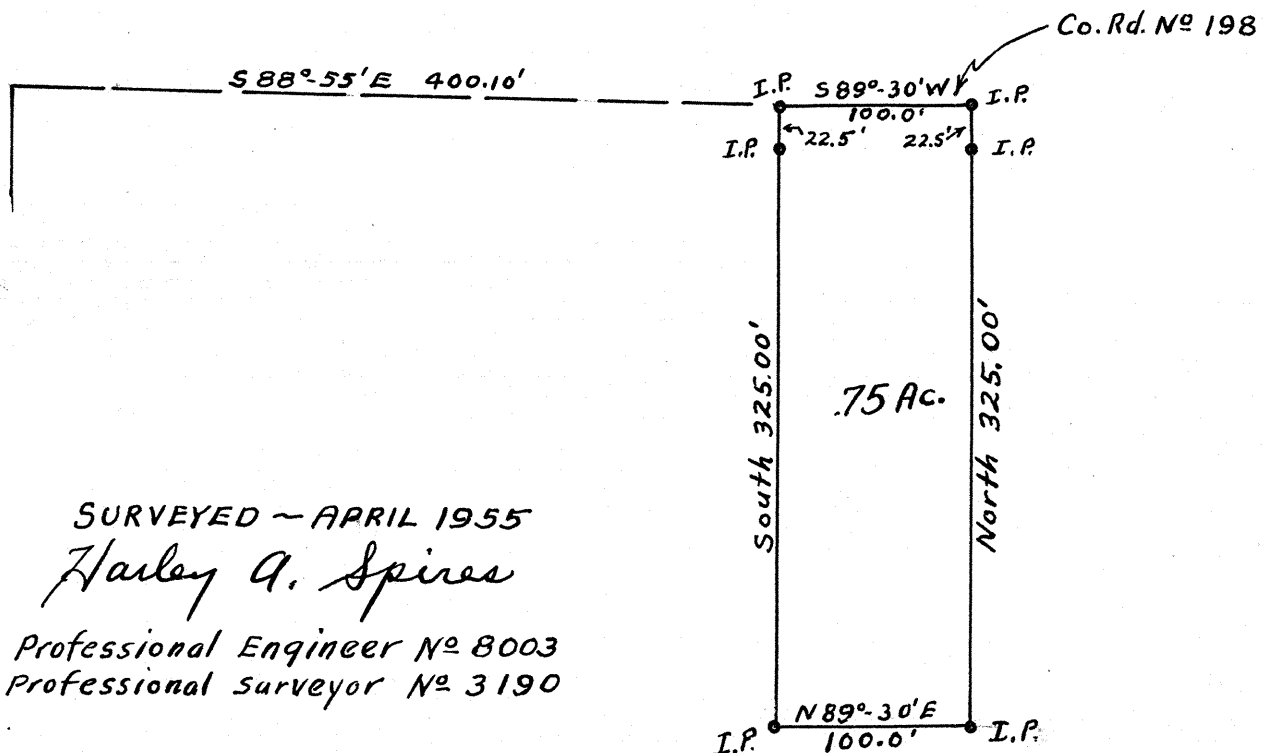 Co. Rd. Nº 198
S 88°-55' E 400.10'
I.P. S 89°-30' W I.P.
100.0'
I.P. 22.5' 22.5' I.P.
South 325.00'
.75 Ac.
North 325.00'
SURVEYED ~ APRIL 1955
Harley A. Spires
Professional Engineer Nº 8003
Professional Surveyor Nº 3190
I.P. N 89°-30' E I.P.
100.0'